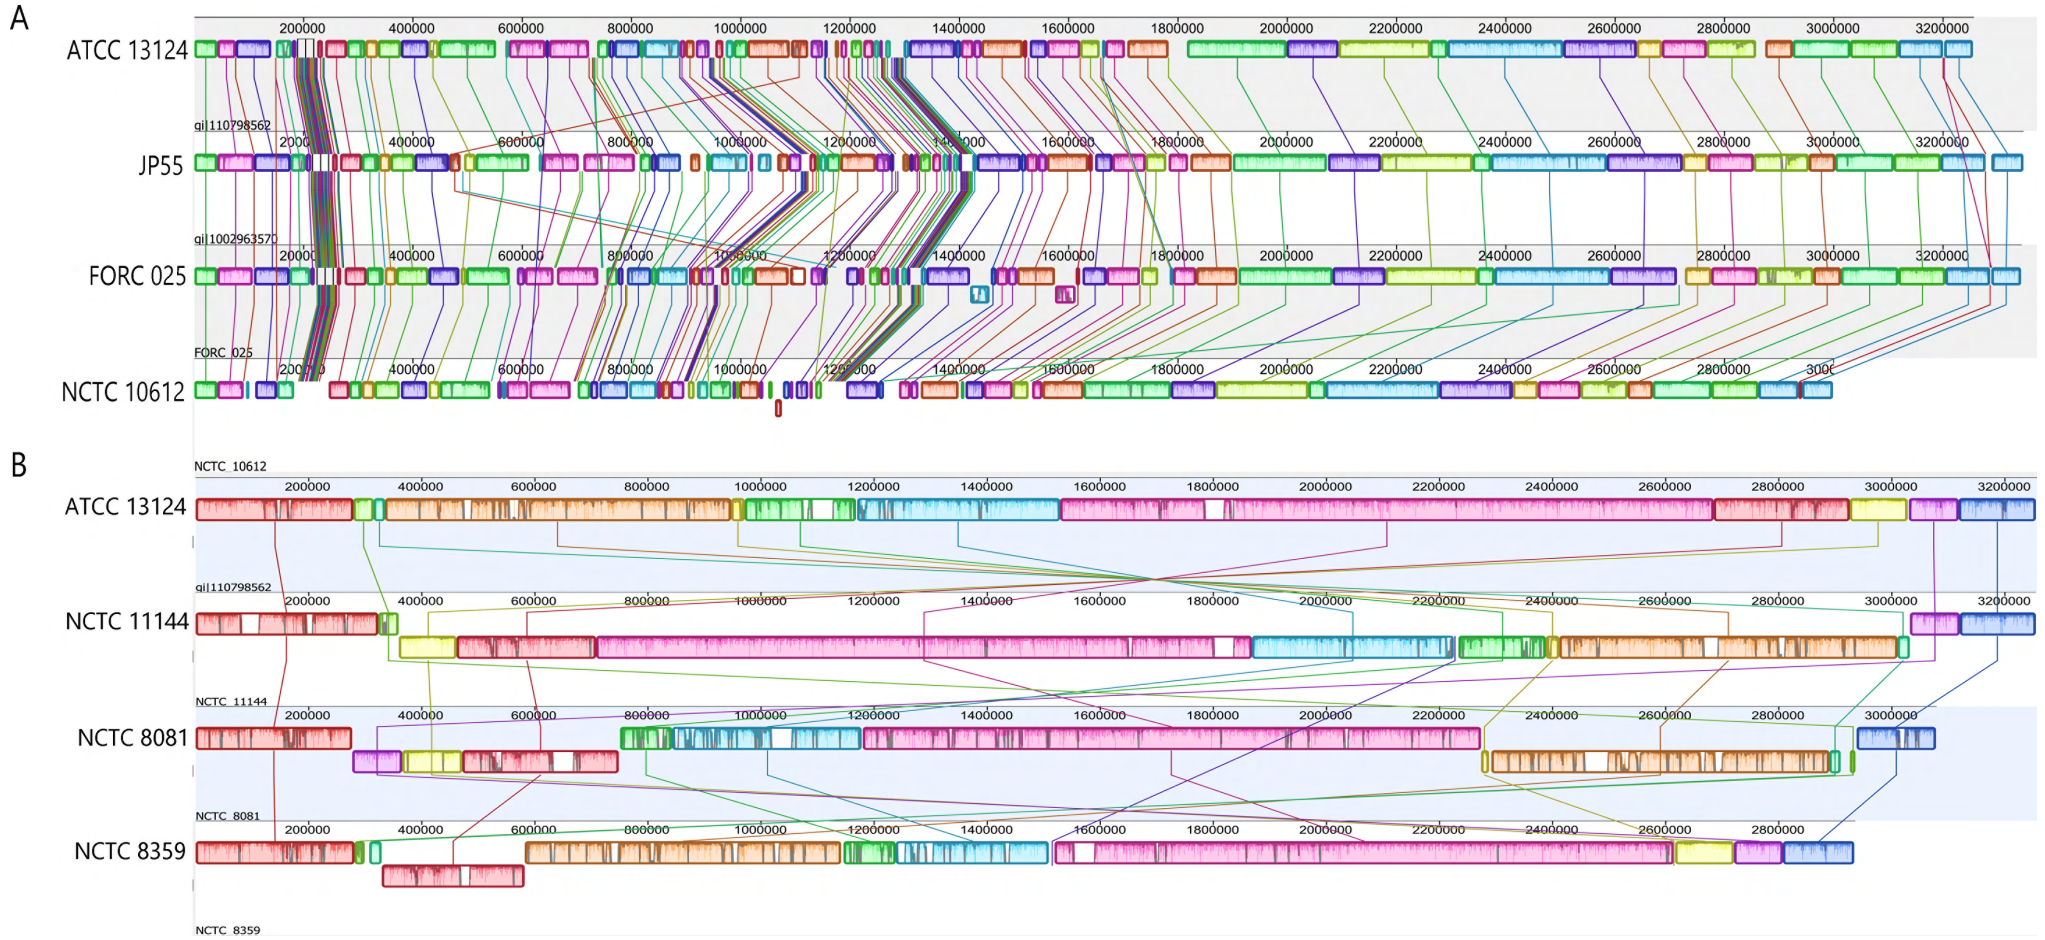 A
200000 400000 600000 800000 1000000 1200000 1400000 1600000 1800000 2000000 2200000 2400000 2600000 2800000 3000000 3200000
ATCC 13124
gi|110798562
400000 600000 800000 1000000 1200000 1400000 1600000 1800000 2000000 2200000 2400000 2600000 2800000 3000000 3200000
JP55
gi|1002963570
200000 400000 600000 800000 1000000 1200000 1400000 1600000 1800000 2000000 2200000 2400000 2600000 2800000 3000000 3200000
FORC 025
FORC_025
200000 400000 600000 800000 1000000 1200000 1400000 1600000 1800000 2000000 2200000 2400000 2600000 2800000
NCTC 10612
NCTC_10612
B
200000 400000 600000 800000 1000000 1200000 1400000 1600000 1800000 2000000 2200000 2400000 2600000 2800000 3000000 3200000
ATCC 13124
gi|110798562
200000 400000 600000 800000 1000000 1200000 1400000 1600000 1800000 2000000 2200000 2400000 2600000 2800000 3000000 3200000
NCTC 11144
NCTC_11144
200000 400000 600000 800000 1000000 1200000 1400000 1600000 1800000 2000000 2200000 2400000 2600000 2800000 3000000
NCTC 8081
NCTC_8081
200000 400000 600000 800000 1000000 1200000 1400000 1600000 1800000 2000000 2200000 2400000 2600000 2800000
NCTC 8359
NCTC_8359